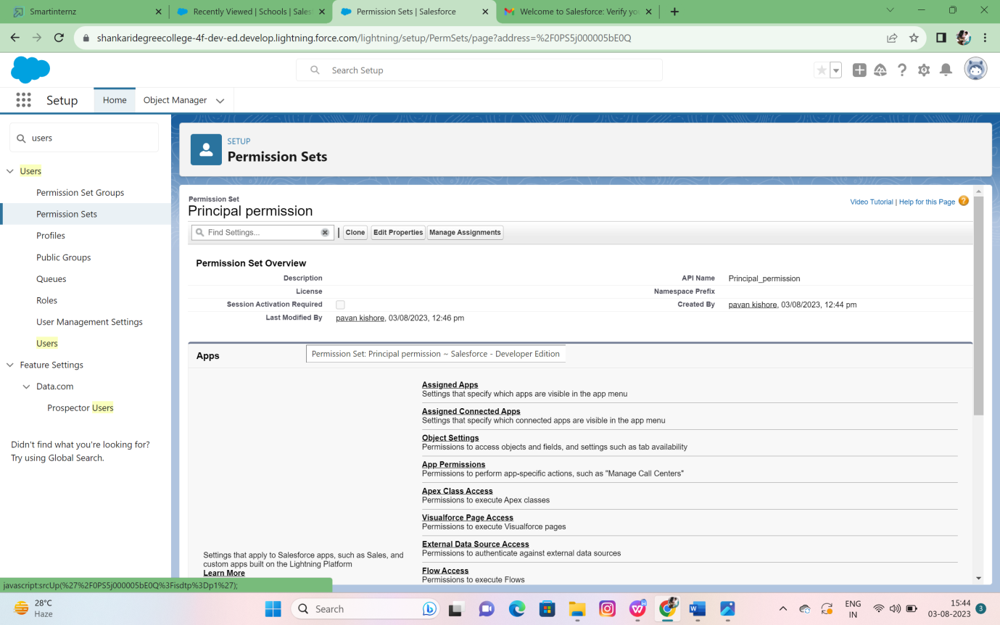 Smartinternz
Recently Viewed | Schools | Sales
Permission Sets | Salesforce
Welcome to Salesforce: Verify yo
shankaridegreecollege-4f-dev-ed.develop.lightning.force.com/lightning/setup/PermSets/page?address=%2F0PS5j000005bE0Q
Search Setup
Setup
Home
Object Manager
users
Users
Permission Set Groups
Permission Sets
Profiles
Public Groups
Queues
Roles
User Management Settings
Users
Feature Settings
Data.com
Prospector Users
Didn't find what you're looking for?
Try using Global Search.
SETUP
Permission Sets
Permission Set
Principal permission
Video Tutorial | Help for this Page
Find Settings... | Clone Edit Properties Manage Assignments
Permission Set Overview
Description
API Name Principal_permission
License
Namespace Prefix
Session Activation Required
Created By pavan kishore, 03/08/2023, 12:44 pm
Last Modified By pavan kishore, 03/08/2023, 12:46 pm
Apps
Permission Set: Principal permission ~ Salesforce - Developer Edition
Settings that apply to Salesforce apps, such as Sales, and
custom apps built on the Lightning Platform
Learn More
Assigned Apps
Settings that specify which apps are visible in the app menu
Assigned Connected Apps
Settings that specify which connected apps are visible in the app menu
Object Settings
Permissions to access objects and fields, and settings such as tab availability
App Permissions
Permissions to perform app-specific actions, such as "Manage Call Centers"
Apex Class Access
Permissions to execute Apex classes
Visualforce Page Access
Permissions to execute Visualforce pages
External Data Source Access
Permissions to authenticate against external data sources
Flow Access
Permissions to execute Flows
javascript:srcUp(%27%2F0PS5j000005bE0Q%3Fisdtp%3Dp1%27);
28°C
Haze
Search
ENG
IN
15:44
03-08-2023
3